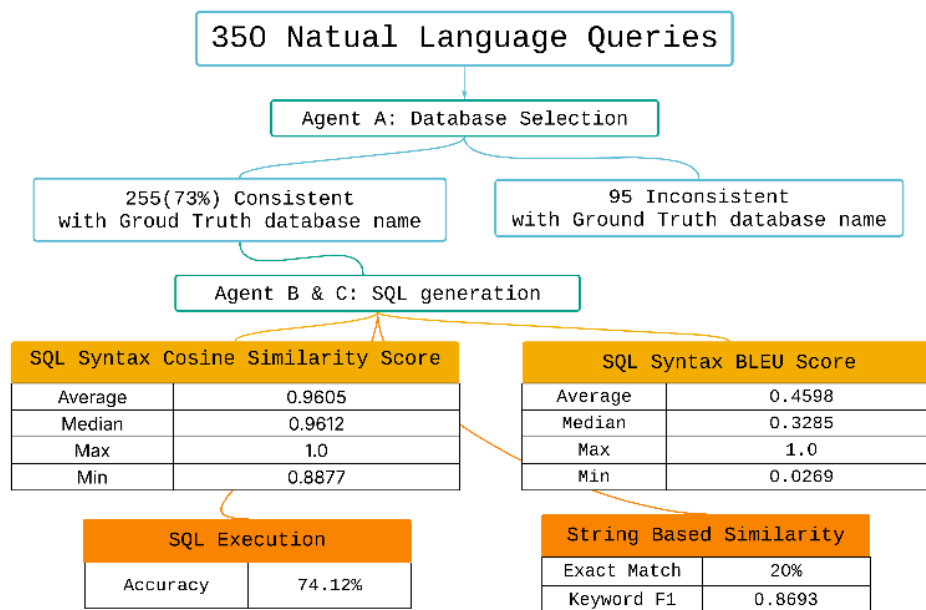 350 Natual Language Queries
Agent A: Database Selection
255(73%) Consistent
with Groud Truth database name
95 Inconsistent
with Ground Truth database name
Agent B & C: SQL generation
SQL Syntax Cosine Similarity Score
Average 0.9605
Median 0.9612
Max 1.0
Min 0.8877
SQL Syntax BLEU Score
Average 0.4598
Median 0.3285
Max 1.0
Min 0.0269
SQL Execution
Accuracy 74.12%
String Based Similarity
Exact Match 20%
Keyword F1 0.8693